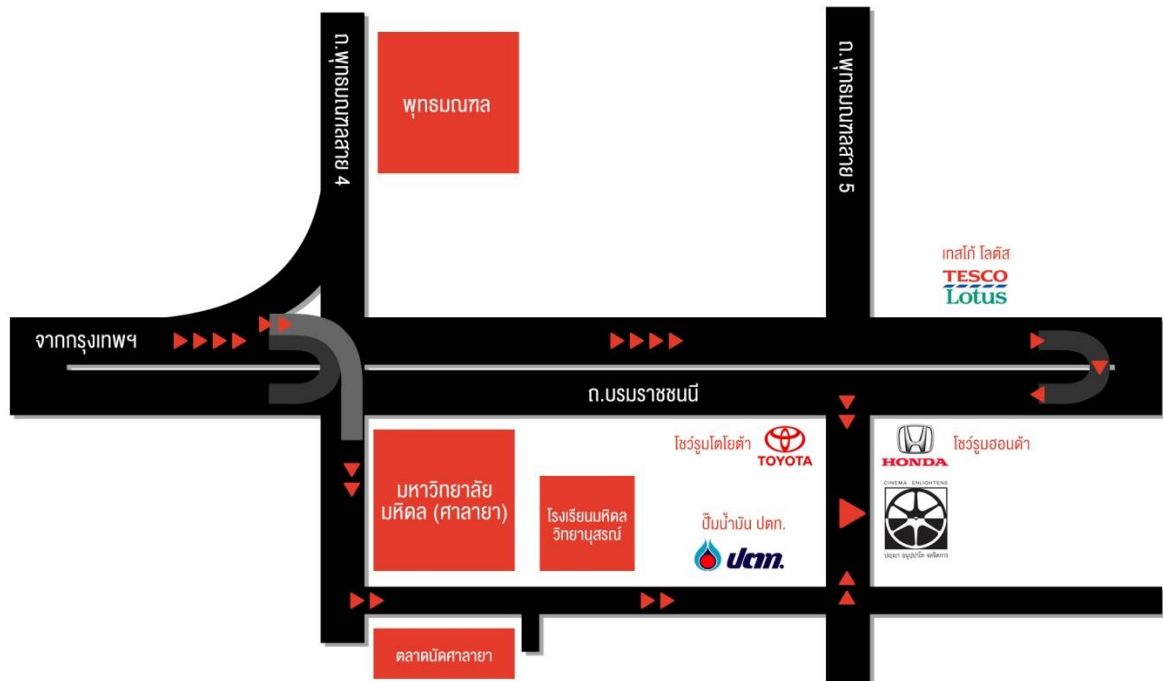 ถ.พุทธมณฑลสาย 4
พุทธมณฑล
ถ.พุทธมณฑลสาย 5
เทสโก้ โลตัส
TESCO
Lotus
จากกรุงเทพฯ
ถ.บรมราชชนนี
โชว์รูมโตโยต้า
TOYOTA
HONDA
โชว์รูมฮอนด้า
มหาวิทยาลัย
มหิดล (ศาลายา)
โรงเรียนมหิดล
วิทยานุสรณ์
ปั๊มน้ำมัน ปตท.
ปตท.
CINEMA ENLIGHTENS
ตลาดนัดศาลายา